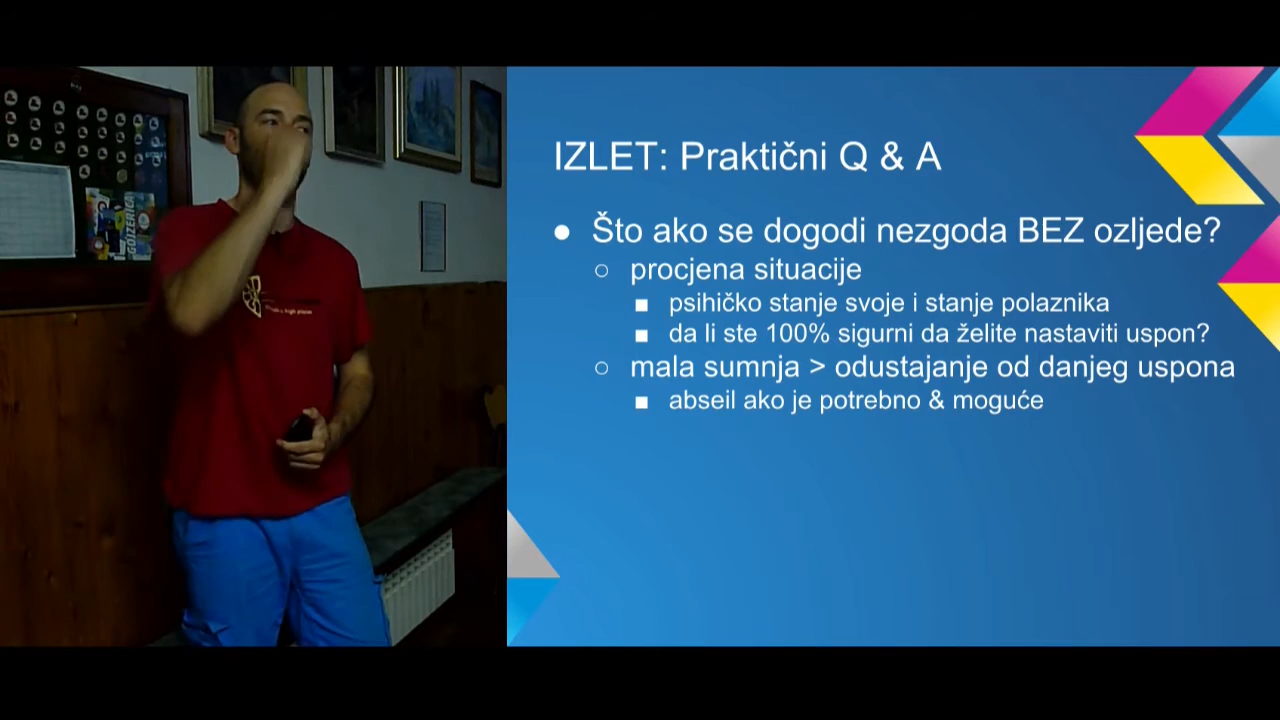 IZLET: Praktični Q & A
● Što ako se dogodi nezgoda BEZ ozljede?
○ procjena situacije
■ psihičko stanje svoje i stanje polaznika
■ da li ste 100% sigurni da želite nastaviti uspon?
○ mala sumnja > odustajanje od danjeg uspona
■ abseil ako je potrebno & moguće
GOJZERICA